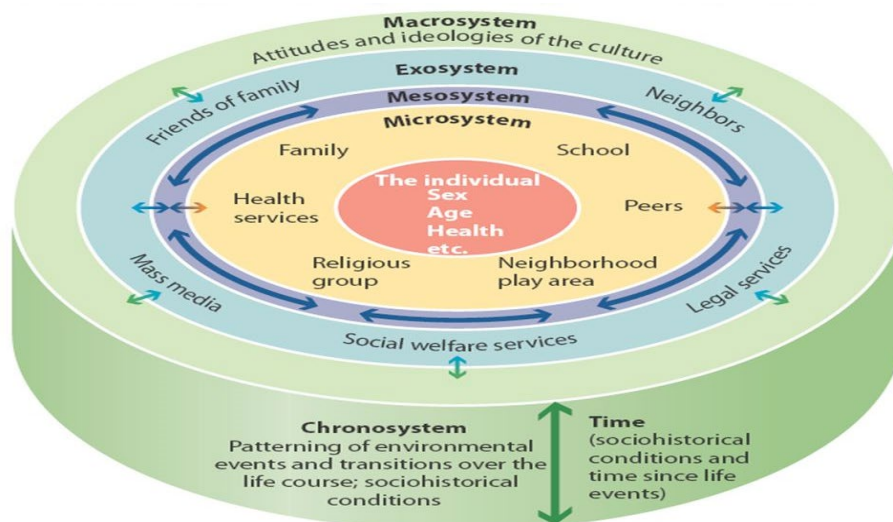 Macrosystem
Attitudes and ideologies of the culture
Exosystem
Friends of family
Neighbors
Mesosystem
Microsystem
Family
School
The individual
Sex
Age
Health
etc.
Health
services
Peers
Religious
group
Neighborhood
play area
Mass media
Legal services
Social welfare services
Chronosystem
Patterning of environmental
events and transitions over the
life course; sociohistorical
conditions
Time
(sociohistorical
conditions and
time since life
events)